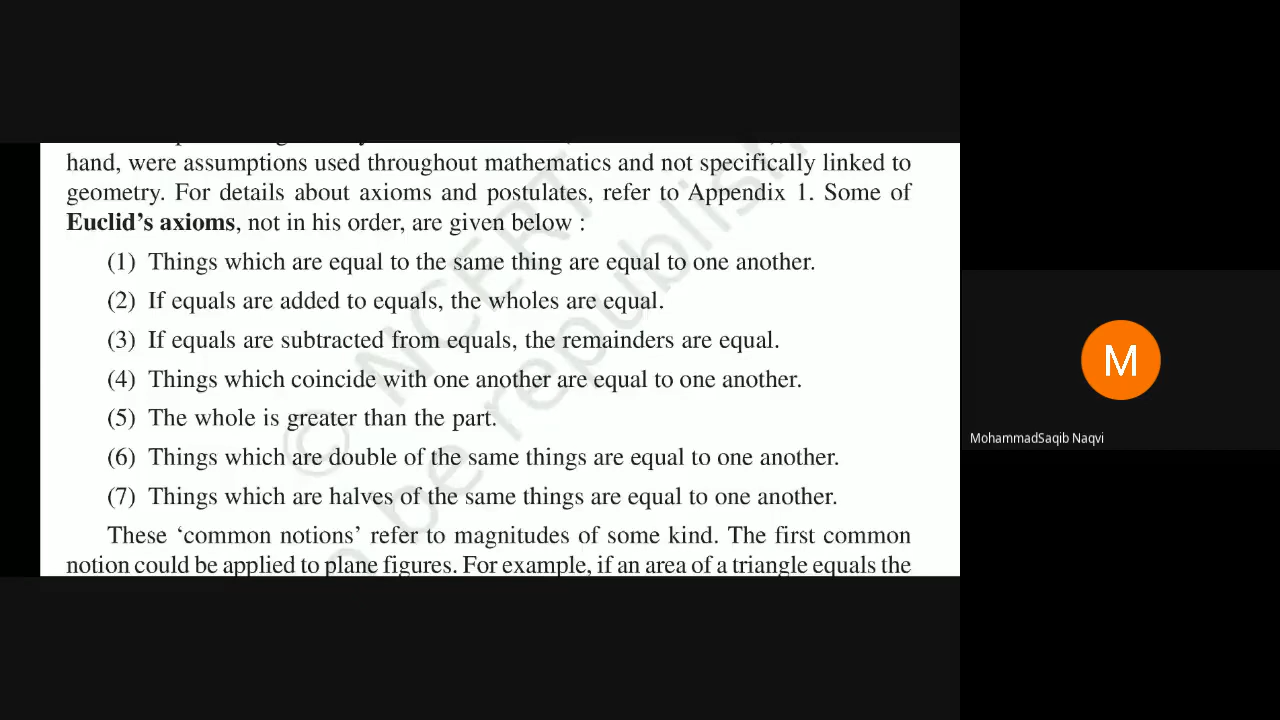 hand, were assumptions used throughout mathematics and not specifically linked to
geometry. For details about axioms and postulates, refer to Appendix 1. Some of
Euclid's axioms, not in his order, are given below :
(1) Things which are equal to the same thing are equal to one another.
(2) If equals are added to equals, the wholes are equal.
(3) If equals are subtracted from equals, the remainders are equal.
(4) Things which coincide with one another are equal to one another.
(5) The whole is greater than the part.
(6) Things which are double of the same things are equal to one another.
(7) Things which are halves of the same things are equal to one another.
These ‘common notions’ refer to magnitudes of some kind. The first common
notion could be applied to plane figures. For example, if an area of a triangle equals the
© NCERT
be republish
M
MohammadSaqib Naqvi